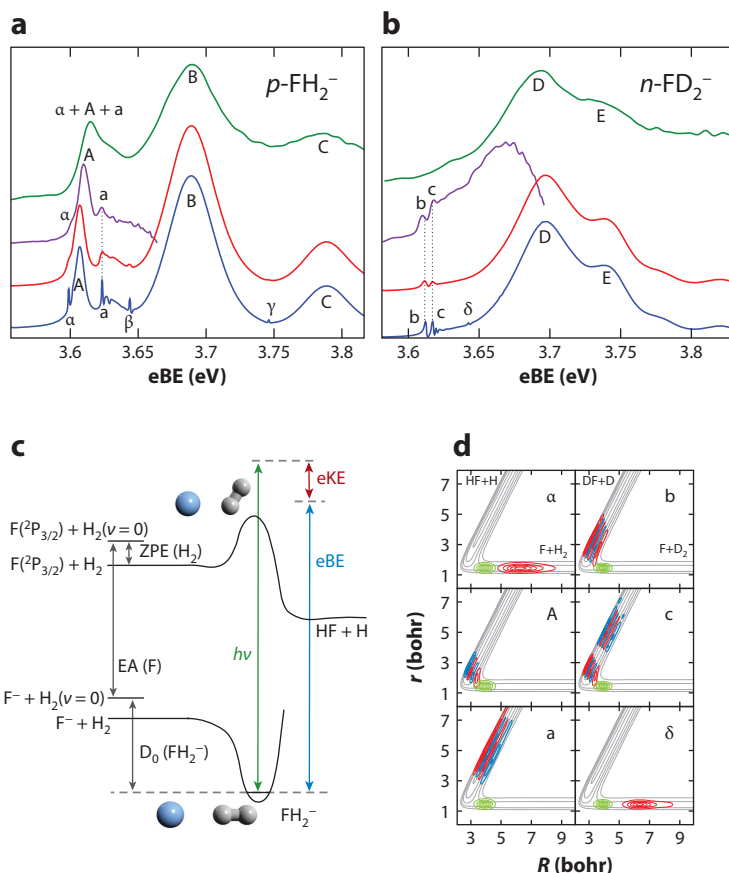 a
b
p-FH₂⁻
n-FD₂⁻
α + A + a
B
C
D
E
A
a
α
b
c
B
A
α
a
β
γ
C
b
c
δ
D
E
3.6 3.65 3.7 3.75 3.8
3.6 3.65 3.7 3.75 3.8
eBE (eV)
eBE (eV)
c
eKE
F(²P₃/₂) + H₂(ν = 0)
ZPE (H₂)
F(²P₃/₂) + H₂
eBE
HF + H
hν
EA (F)
F⁻ + H₂(ν = 0)
F⁻ + H₂
D₀ (FH₂⁻)
FH₂⁻
d
HF+H
α
F+H₂
DF+D
b
F+D₂
A
c
a
δ
7
5
3
1
7
5
3
1
7
5
3
1
r (bohr)
3 5 7 9 3 5 7 9
R (bohr)